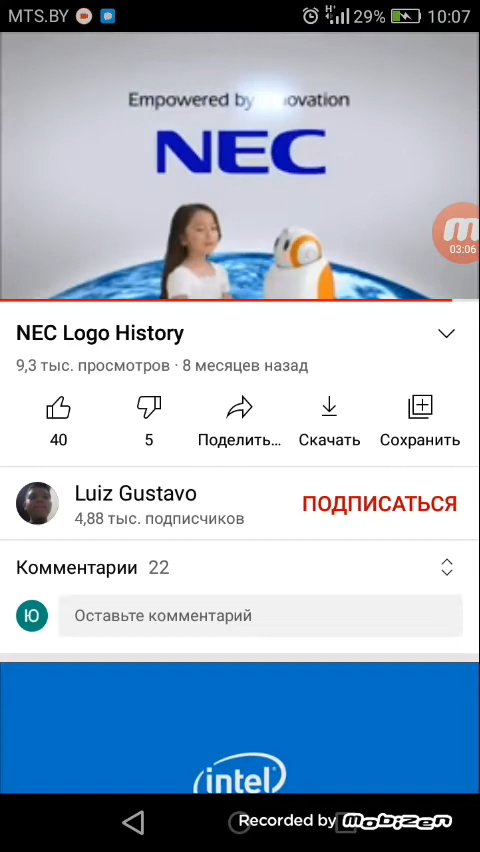 MTS.BY H+ 29% 10:07
Empowered by ovation
NEC
m
03:06
NEC Logo History
9,3 тыс. просмотров · 8 месяцев назад
40 5 Поделить... Скачать Сохранить
Luiz Gustavo
4,88 тыс. подписчиков
ПОДПИСАТЬСЯ
Комментарии 22
Ю Оставьте комментарий
intel
Recorded by mobizen